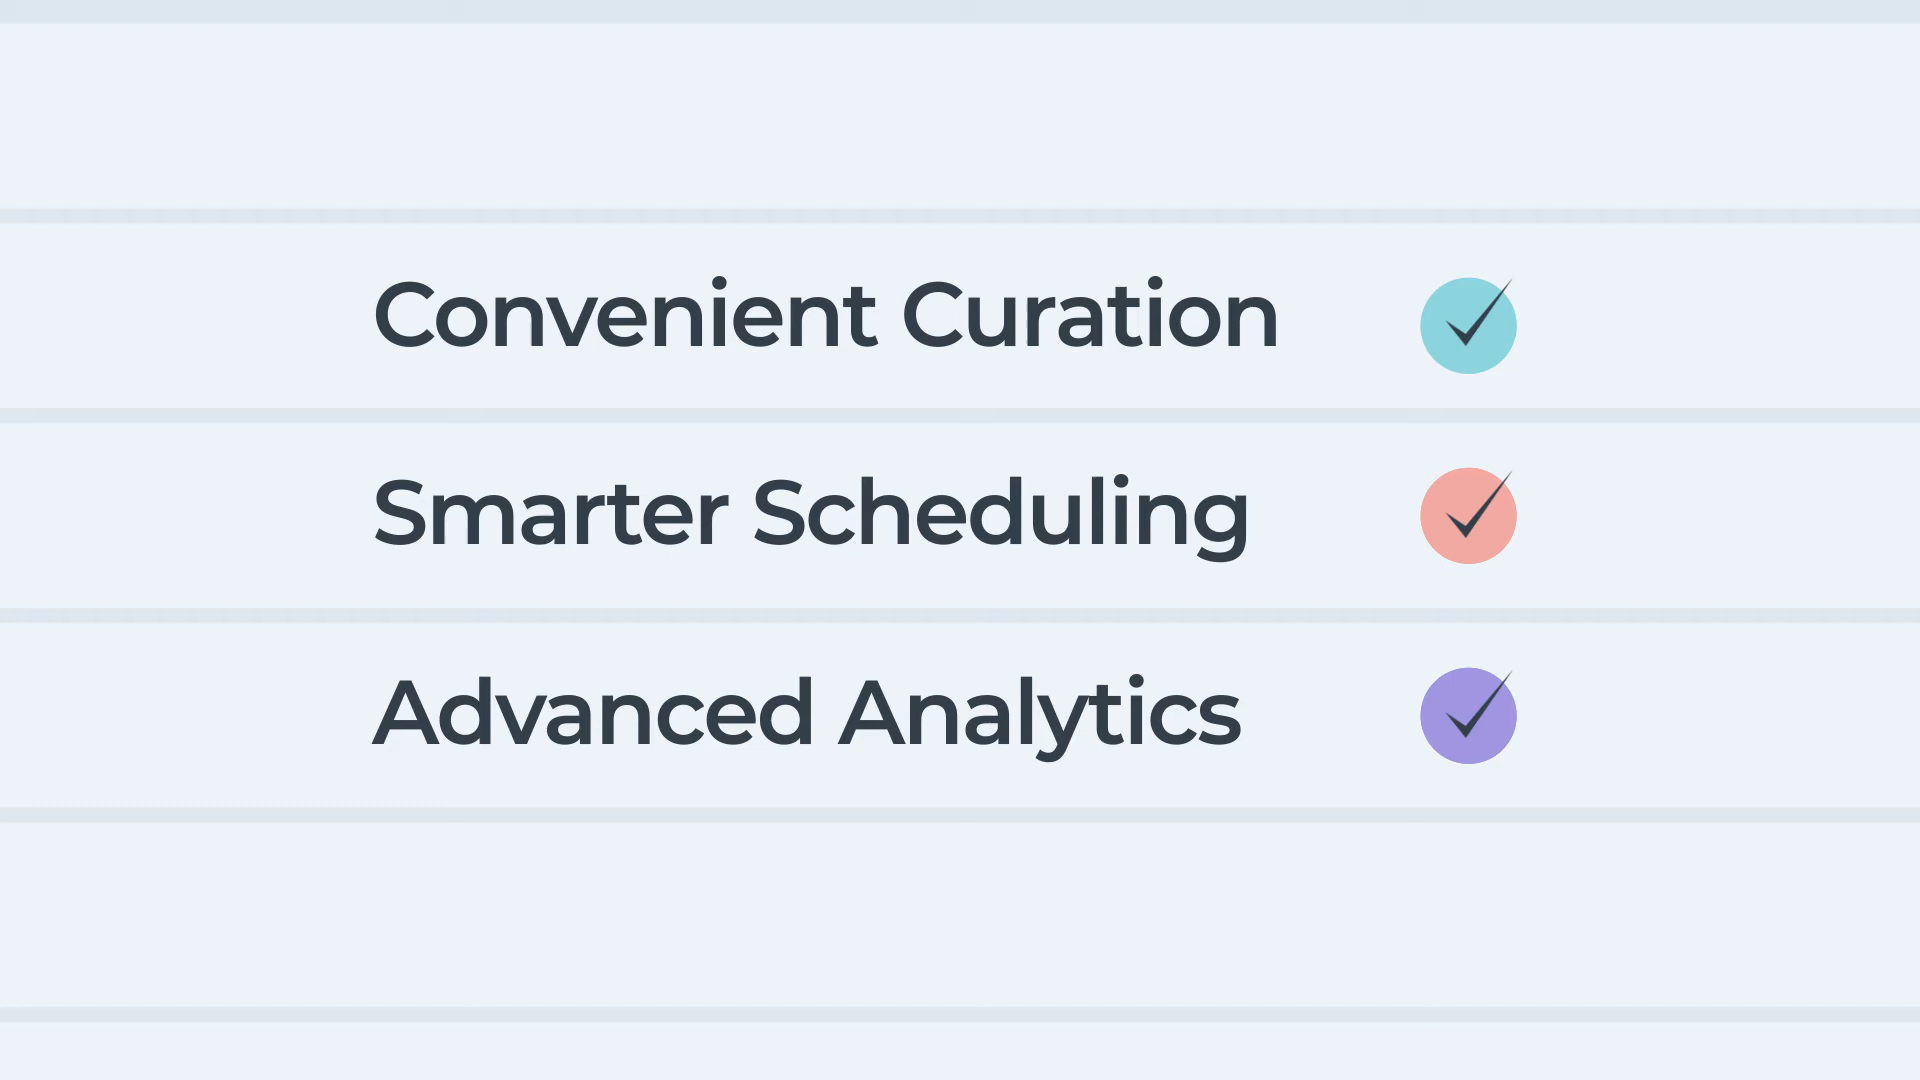 Convenient Curation
Smarter Scheduling
Advanced Analytics